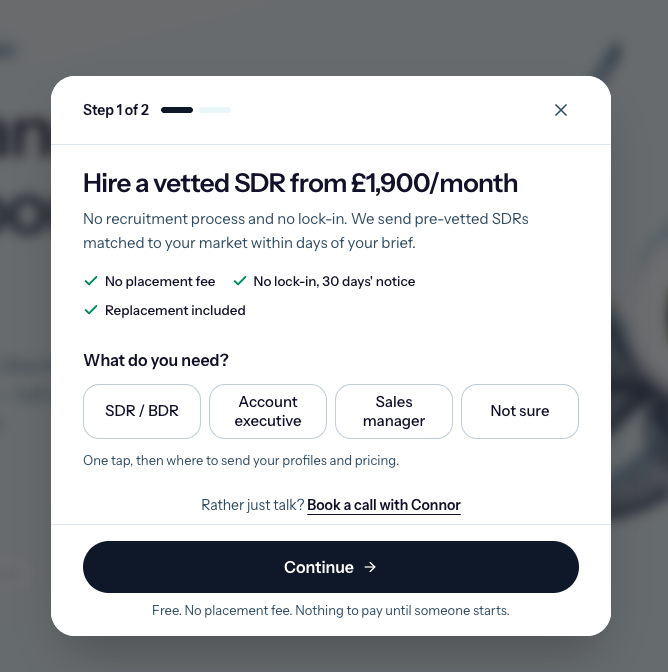 Step 1 of 2
Hire a vetted SDR from £1,900/month
No recruitment process and no lock-in. We send pre-vetted SDRs
matched to your market within days of your brief.
No placement fee
No lock-in, 30 days' notice
Replacement included
What do you need?
SDR / BDR
Account
executive
Sales
manager
Not sure
One tap, then where to send your profiles and pricing.
Rather just talk? Book a call with Connor
Continue →
Free. No placement fee. Nothing to pay until someone starts.